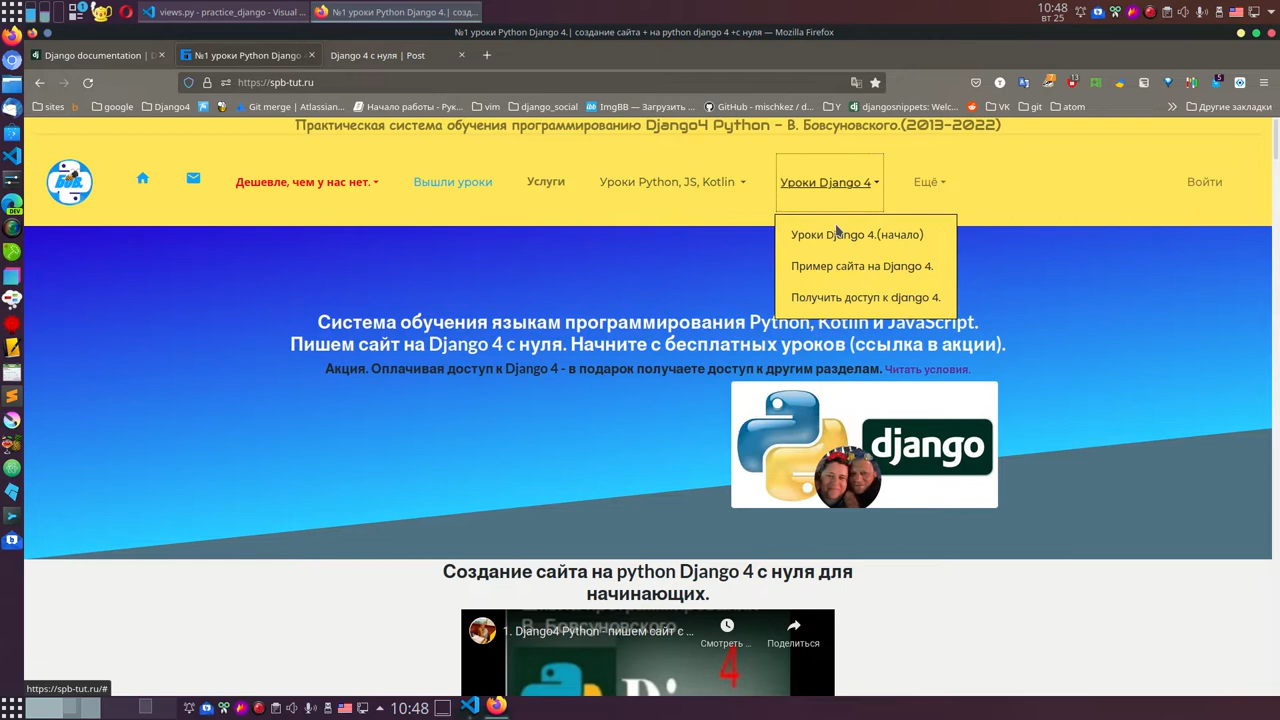 views.py - practice_django - Visual ...
№1 уроки Python Django 4.| созд...
10:48
вт 25
№1 уроки Python Django 4.| создание сайта + на python django 4 +с нуля — Mozilla Firefox
Django documentation | D
№1 уроки Python Django
Django 4 с нуля | Post
https://spb-tut.ru
sites
b
google
Django4
Git merge | Atlassian...
Начало работы - Рук...
vim
django_social
ImgBB — Загрузить ...
GitHub - mischkez / d...
Y
djangosnippets: Welc...
VK
git
atom
Другие закладки
Практическая система обучения программированию Django4 Python - В. Бовсуновского.(2013-2022)
Бов.
Дешевле, чем у нас нет.
Вышли уроки
Услуги
Уроки Python, JS, Kotlin
Уроки Django 4
Ещё
Войти
Уроки Django 4.(начало)
Пример сайта на Django 4.
Получить доступ к django 4.
Система обучения языкам программирования Python, Kotlin и JavaScript.
Пишем сайт на Django 4 с нуля. Начните с бесплатных уроков (ссылка в акции).
Акция. Оплачивая доступ к Django 4 - в подарок получаете доступ к другим разделам. Читать условия.
django
Создание сайта на python Django 4 с нуля для
начинающих.
В. Бовсуновского
1. Django4 Python - пишем сайт с ...
Смотреть ...
Поделиться
4
https://spb-tut.ru/#
10:48